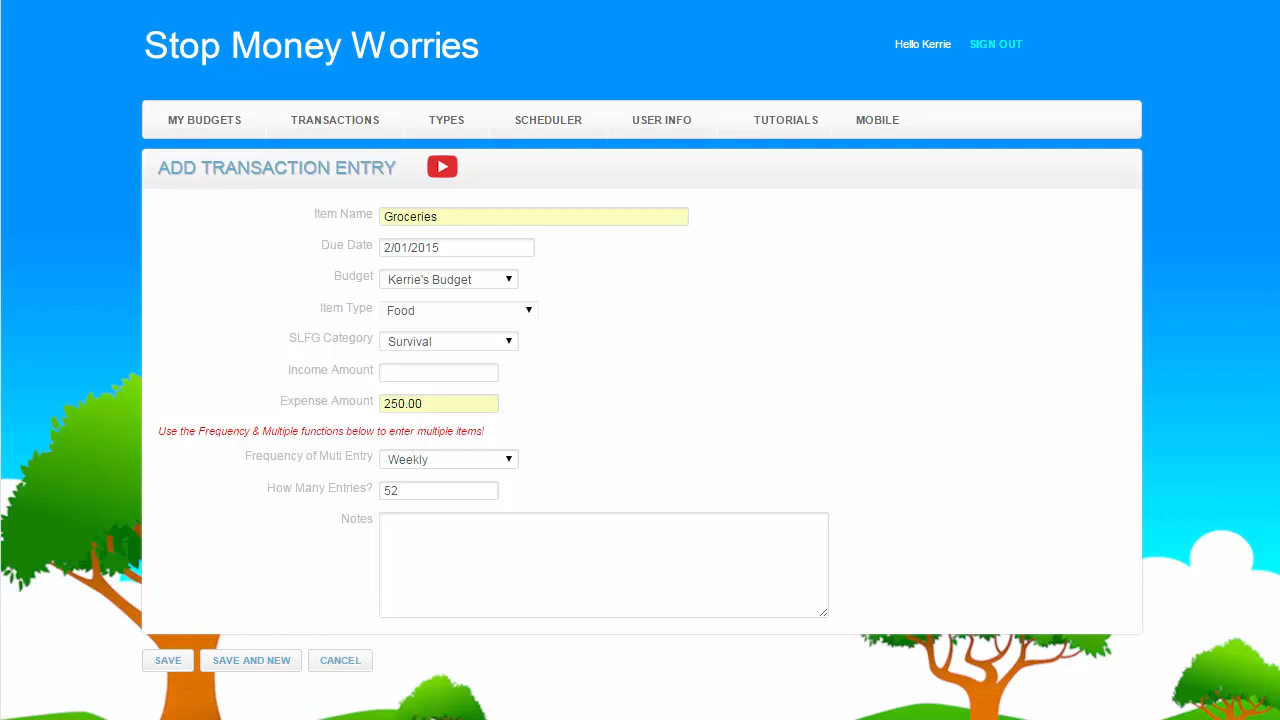 Stop Money Worries
Hello Kerrie SIGN OUT
MY BUDGETS TRANSACTIONS TYPES SCHEDULER USER INFO TUTORIALS MOBILE
ADD TRANSACTION ENTRY
Item Name Groceries
Due Date 2/01/2015
Budget Kerrie's Budget
Item Type Food
SLFG Category Survival
Income Amount
Expense Amount 250.00
Use the Frequency & Multiple functions below to enter multiple items!
Frequency of Muti Entry Weekly
How Many Entries? 52
Notes
SAVE SAVE AND NEW CANCEL